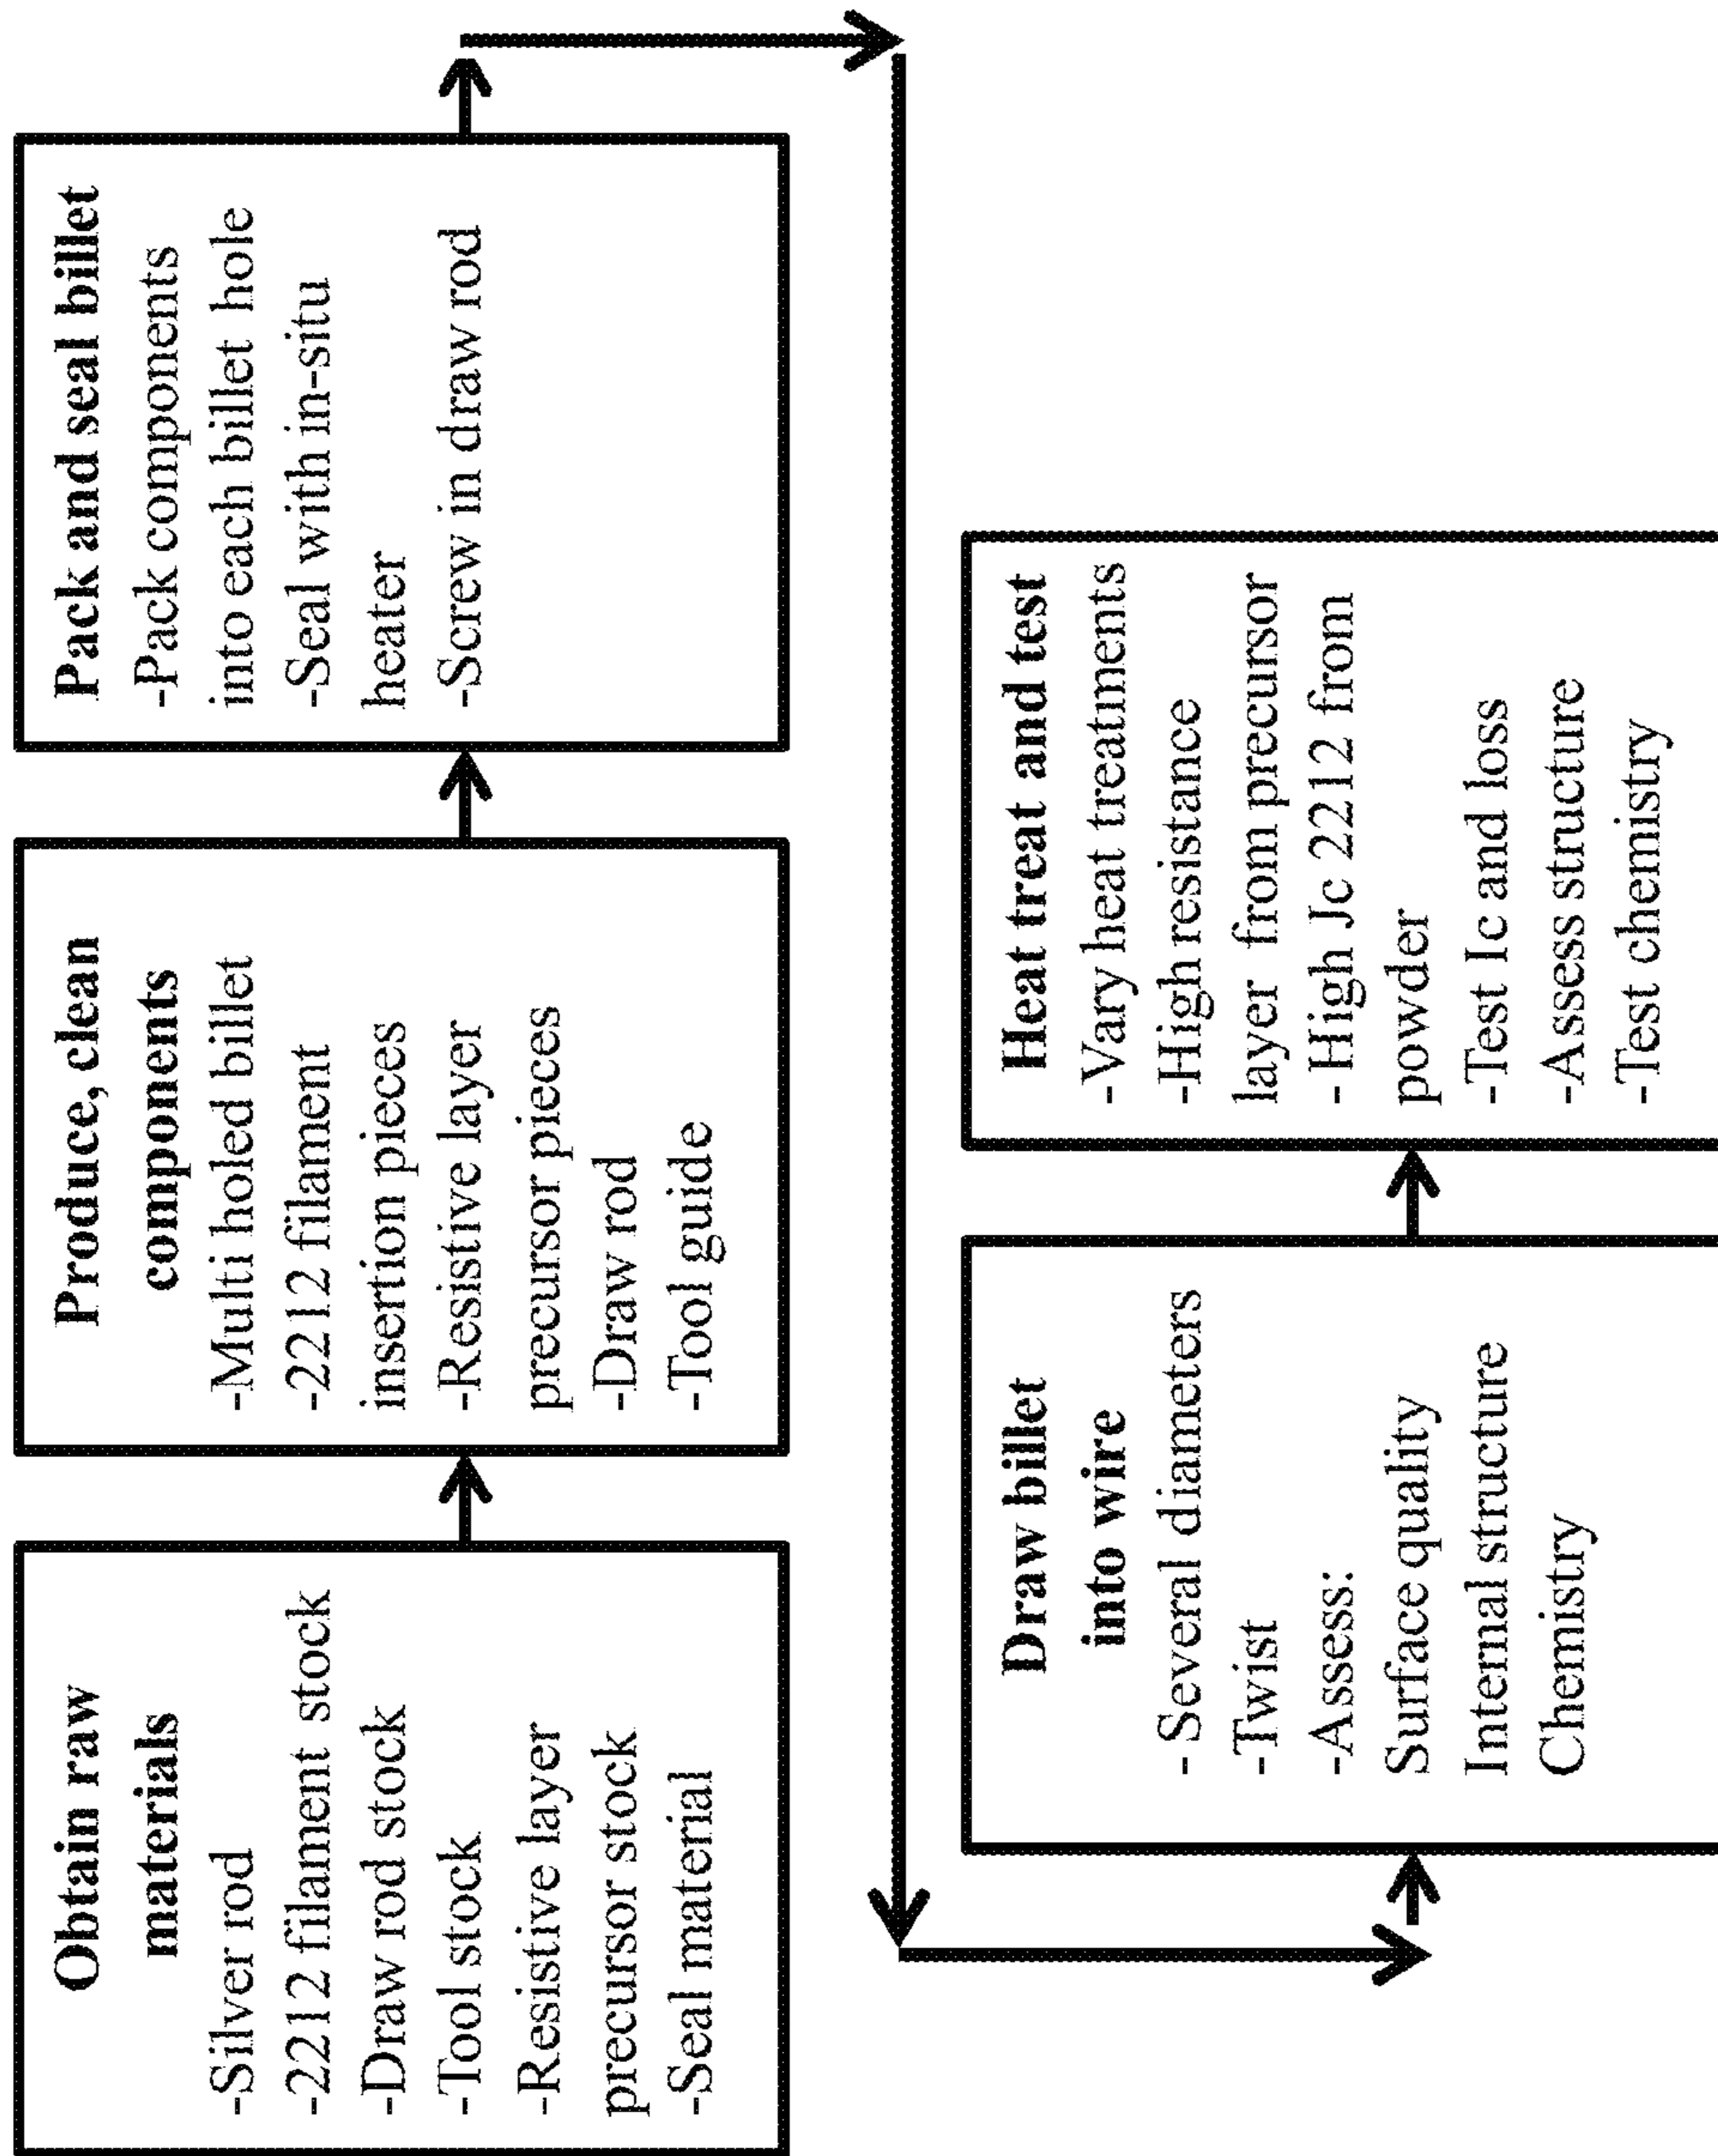 Obtain raw
materials
-Silver rod
-2212 filament stock
-Draw rod stock
-Tool stock
-Resistive layer
precursor stock
-Seal material
Produce, clean
components
-Multi holed billet
-2212 filament
insertion pieces
-Resistive layer
precursor pieces
-Draw rod
-Tool guide
Pack and seal billet
-Pack components
into each billet hole
-Seal with in-situ
heater
-Screw in draw rod
Draw billet
into wire
-Several diameters
-Twist
-Assess:
Surface quality
Internal structure
Chemistry
Heat treat and test
-Vary heat treatments
-High resistance
layer from precursor
- High Jc 2212 from
powder
-Test Ic and loss
-Assess structure
-Test chemistry